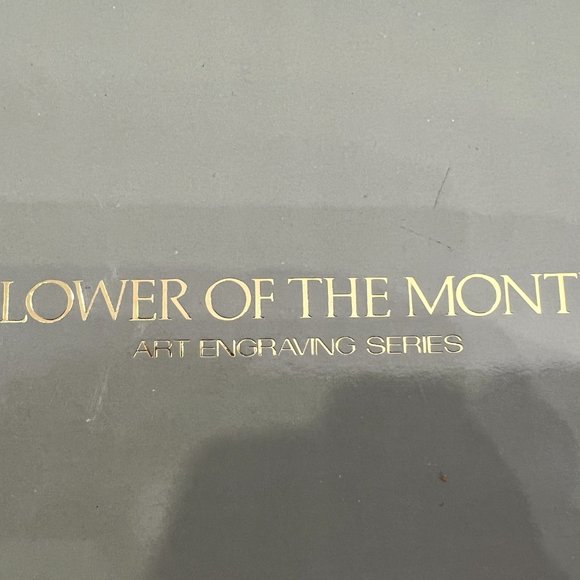 LOWER OF THE MONT
ART ENGRAVING SERIES